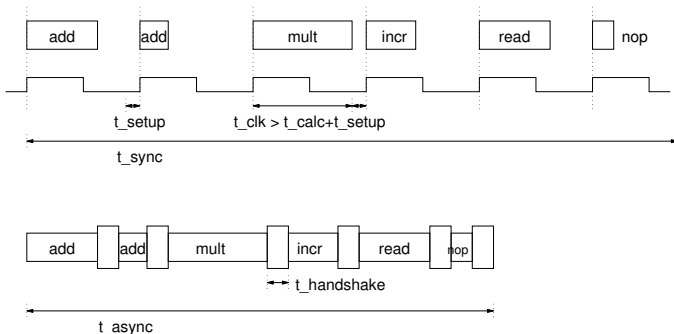 add add mult incr read nop
t_setup t_clk > t_calc+t_setup
t_sync
add add mult incr read nop
t_handshake
t_async